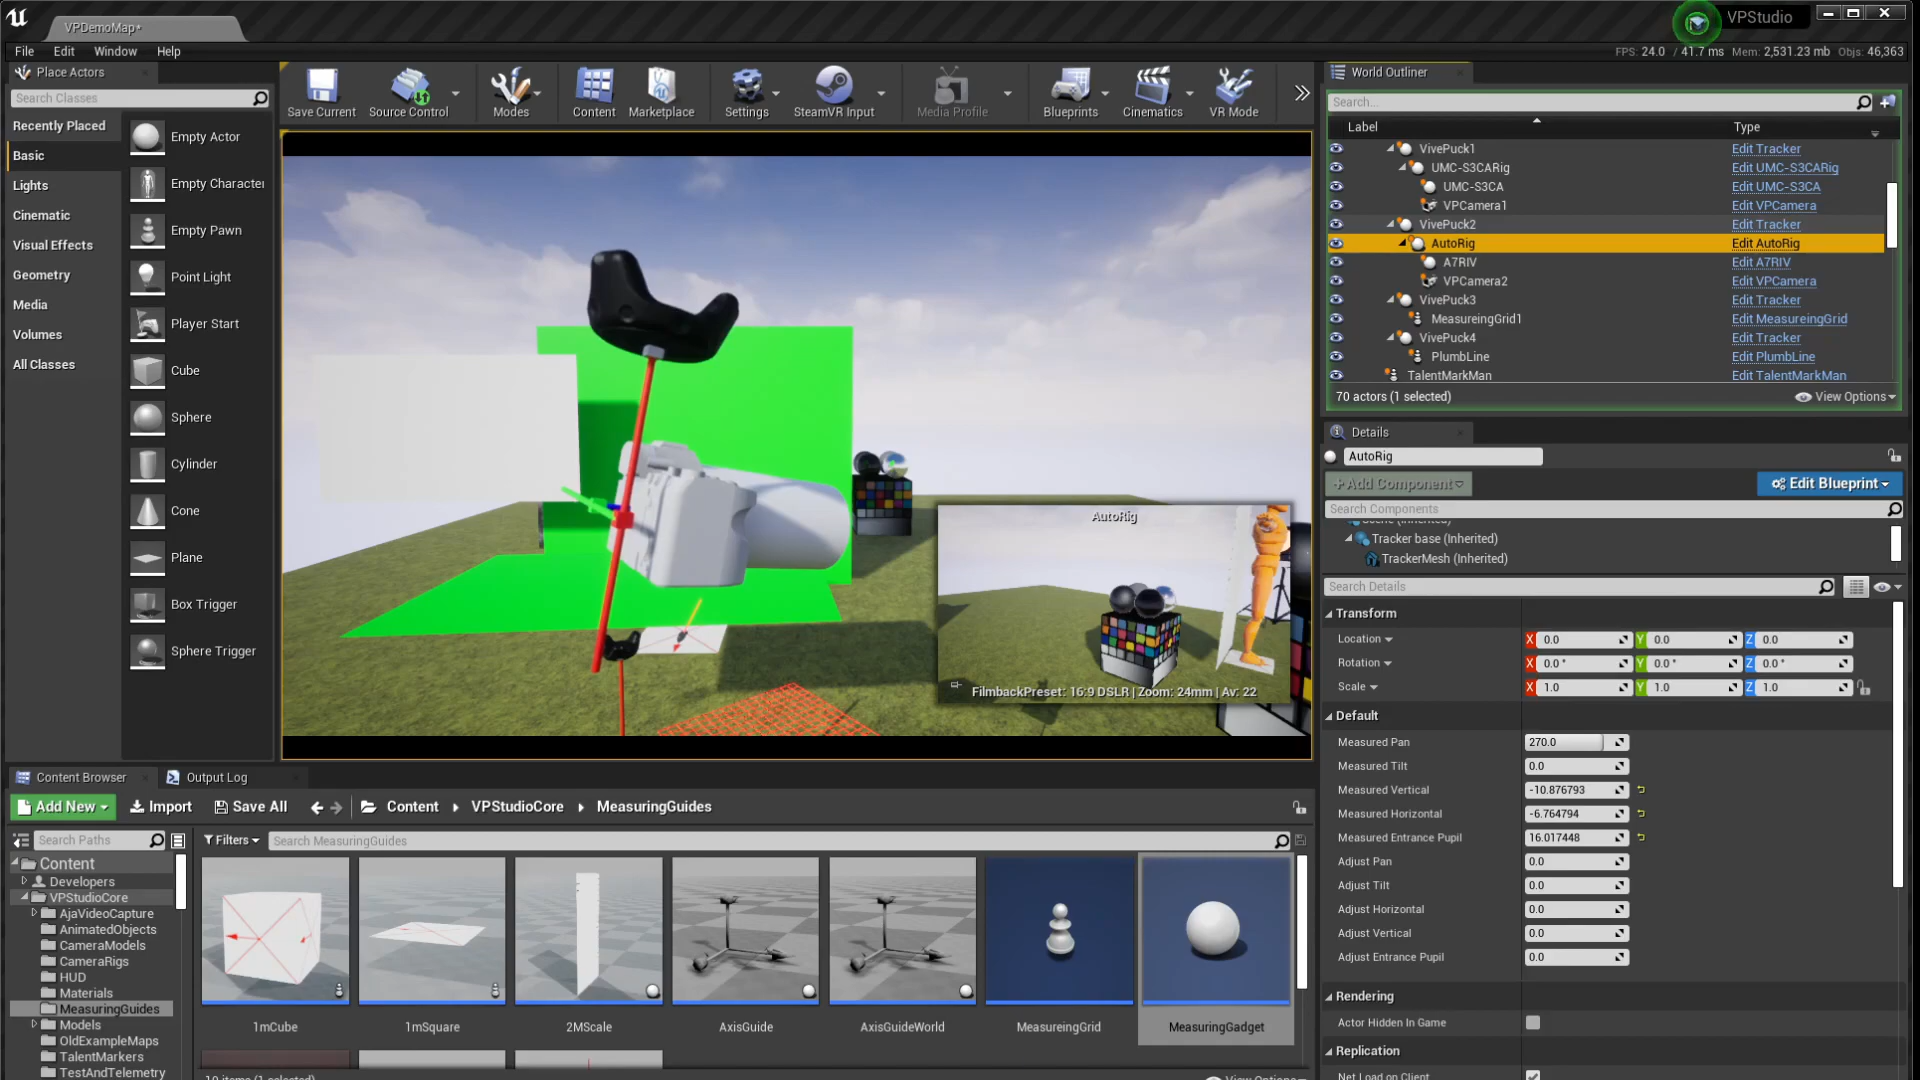 VPDemoMap*
VPStudio
File Edit Window Help
FPS: 24.0 / 41.7 ms Mem: 2,531.23 mb Objs: 46,363
Place Actors
Search Classes
Recently Placed
Basic
Lights
Cinematic
Visual Effects
Geometry
Media
Volumes
All Classes
Empty Actor
Empty Character
Empty Pawn
Point Light
Player Start
Cube
Sphere
Cylinder
Cone
Plane
Box Trigger
Sphere Trigger
Save Current Source Control Modes Content Marketplace Settings SteamVR Input Media Profile Blueprints Cinematics VR Mode
AutoRig
FilmbackPreset: 16:9 DSLR | Zoom: 24mm | Av: 22
World Outliner
Search...
Label Type
VivePuck1 Edit Tracker
UMC-S3CARig Edit UMC-S3CARig
UMC-S3CA Edit UMC-S3CA
VPCamera1 Edit VPCamera
VivePuck2 Edit Tracker
AutoRig Edit AutoRig
A7RIV Edit A7RIV
VPCamera2 Edit VPCamera
VivePuck3 Edit Tracker
MeasureingGrid1 Edit MeasureingGrid
VivePuck4 Edit Tracker
PlumbLine Edit PlumbLine
TalentMarkMan Edit TalentMarkMan
70 actors (1 selected) View Options
Details
AutoRig
+Add Component Edit Blueprint
Search Components
Scene (Inherited)
Tracker base (Inherited)
TrackerMesh (Inherited)
Search Details
Transform
Location X 0.0 Y 0.0 Z 0.0
Rotation X 0.0° Y 0.0° Z 0.0°
Scale X 1.0 Y 1.0 Z 1.0
Default
Measured Pan 270.0
Measured Tilt 0.0
Measured Vertical -10.876793
Measured Horizontal -6.764794
Measured Entrance Pupil 16.017448
Adjust Pan 0.0
Adjust Tilt 0.0
Adjust Horizontal 0.0
Adjust Vertical 0.0
Adjust Entrance Pupil 0.0
Rendering
Actor Hidden In Game
Replication
Net Load on Client
Content Browser Output Log
Add New Import Save All Content VPStudioCore MeasuringGuides
Search Paths
Filters Search MeasuringGuides
Content
Developers
VPStudioCore
AjaVideoCapture
AnimatedObjects
CameraModels
CameraRigs
HUD
Materials
MeasuringGuides
Models
OldExampleMaps
TalentMarkers
TestAndTelemetry
1mCube 1mSquare 2MScale AxisGuide AxisGuideWorld MeasureingGrid MeasuringGadget
10 items (1 selected) View Options